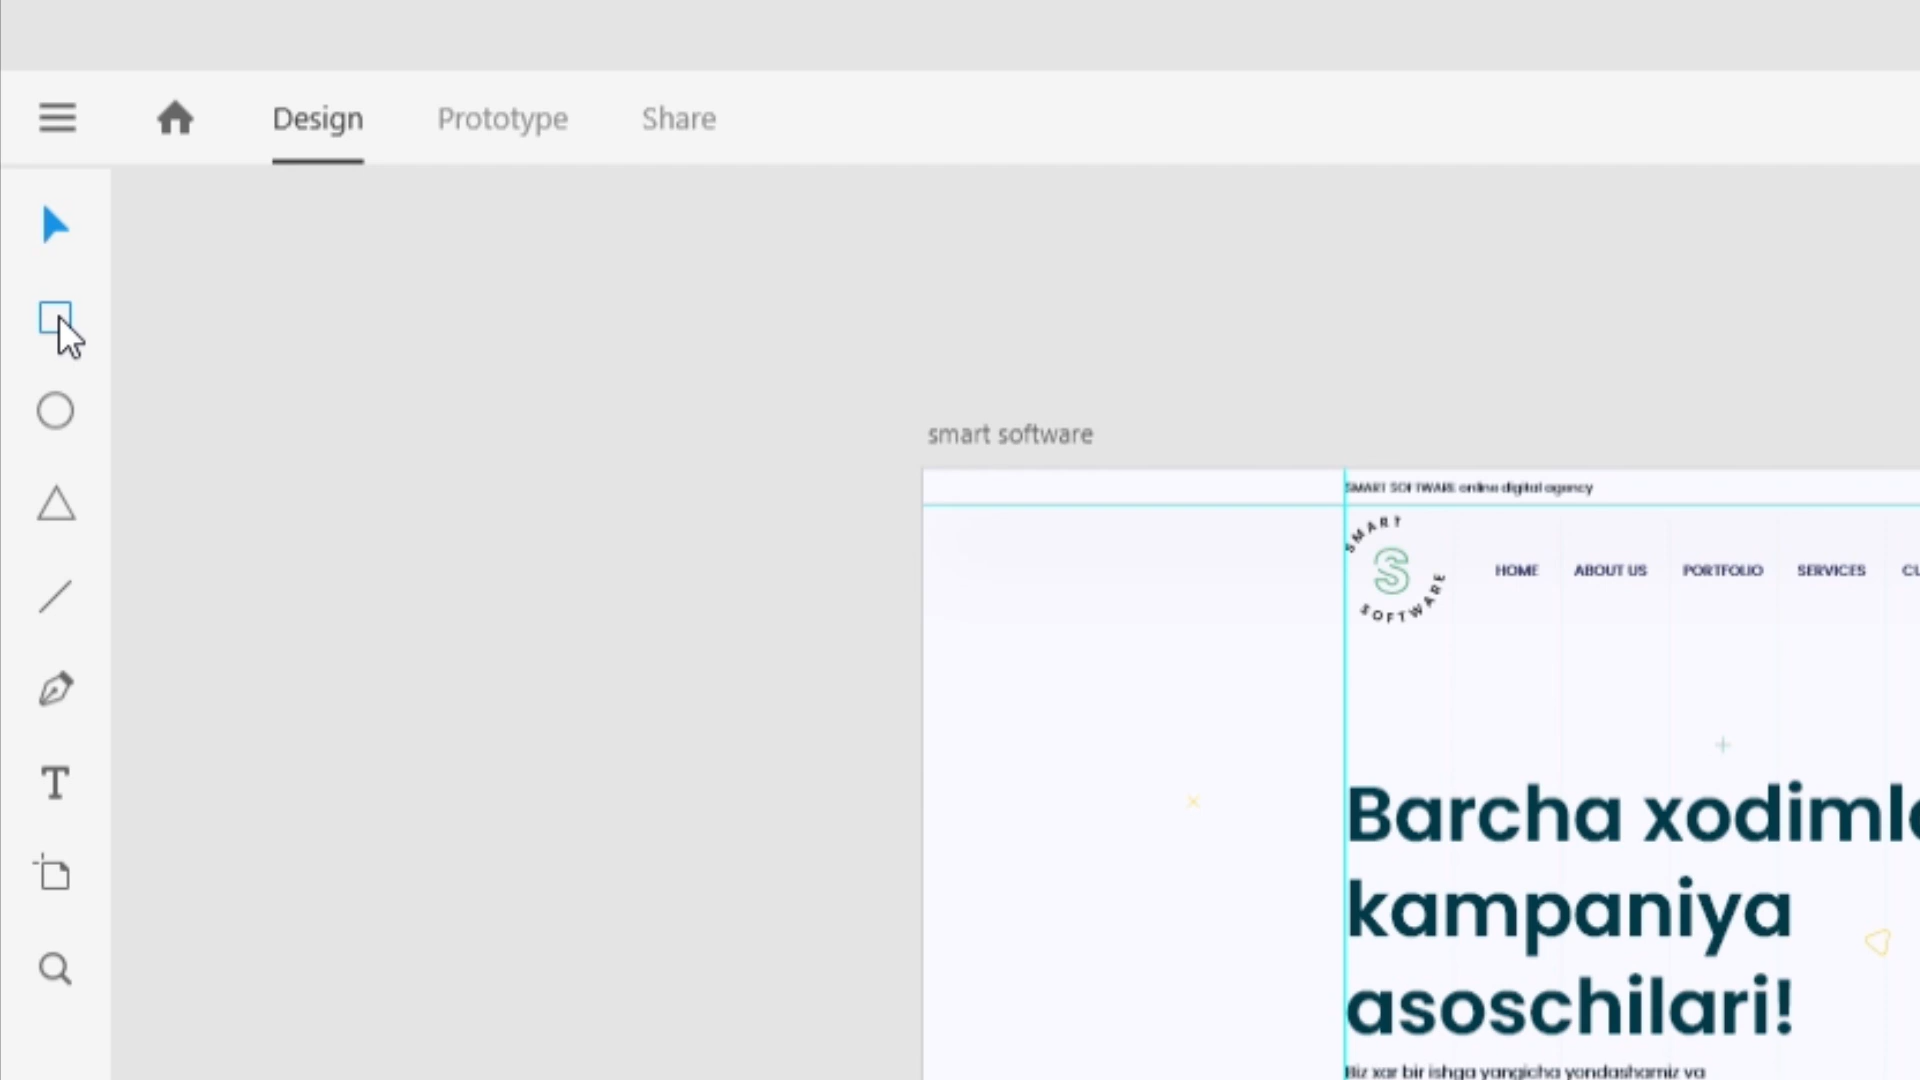 Design Prototype Share
smart software
SMART SOFTWARE online digital agency
SMART
S
SOFTWARE
HOME ABOUT US PORTFOLIO SERVICES
Barcha
kampaniya
asoschilari!
Biz xar bir ishga yangicha yondashamiz va